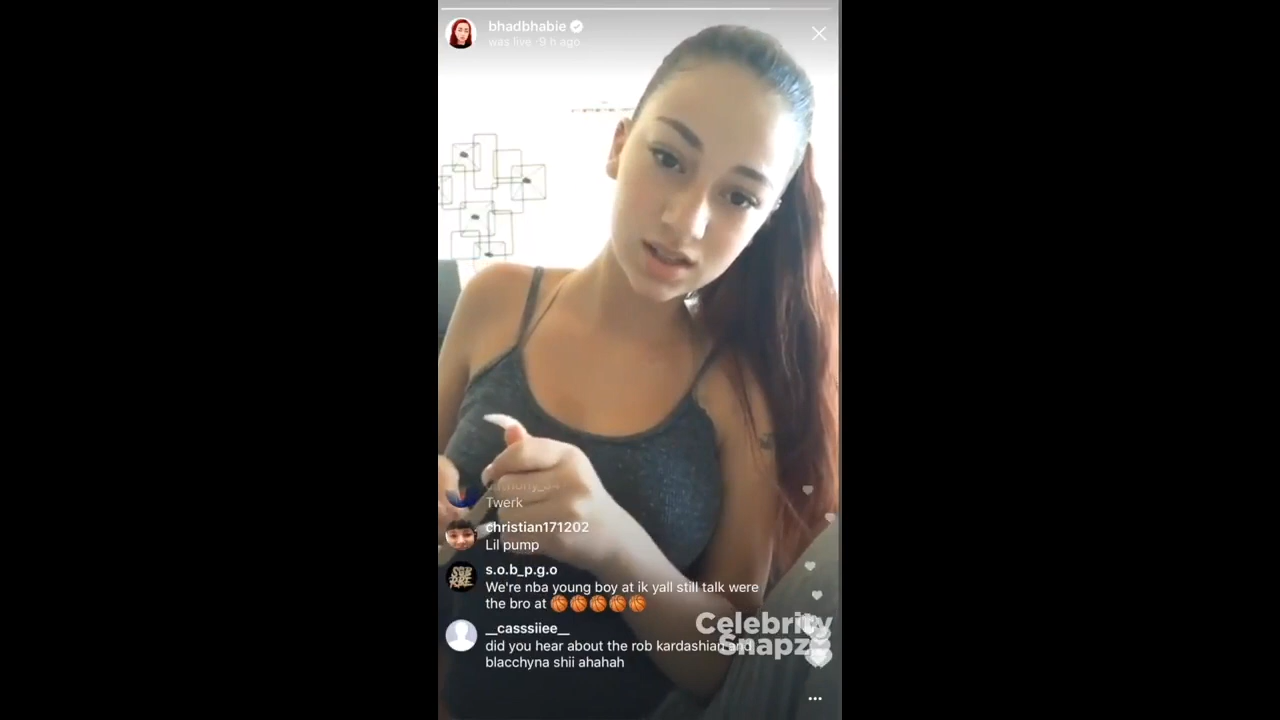 bhadbhabie
was live · 9 h ago
Twerk
christian171202
Lil pump
s.o.b_p.g.o
We're nba young boy at ik yall still talk were
the bro at 🏀🏀🏀🏀🏀
__casssiiee__
did you hear about the rob kardashian and
blacchyna shii ahahah
Celebrity
Snapz